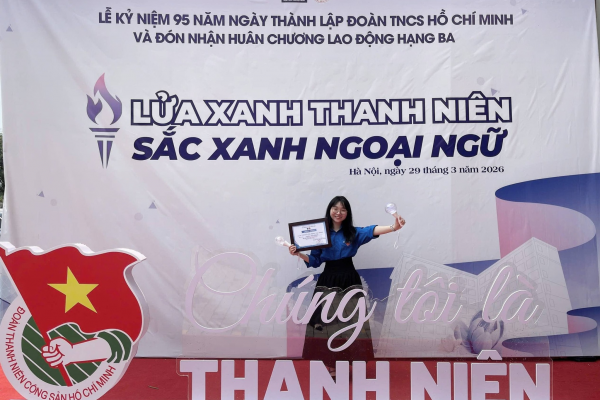 LỄ KỶ NIỆM 95 NĂM NGÀY THÀNH LẬP ĐOÀN TNCS HỒ CHÍ MINH
VÀ ĐÓN NHẬN HUÂN CHƯƠNG LAO ĐỘNG HẠNG BA
LỬA XANH THANH NIÊN
SẮC XANH NGOẠI NGỮ
Hà Nội, ngày 29 tháng 3 năm 2026
Chúng tôi là
THANH NIÊN
ĐOÀN THANH NIÊN CỘNG SẢN HỒ CHÍ MINH